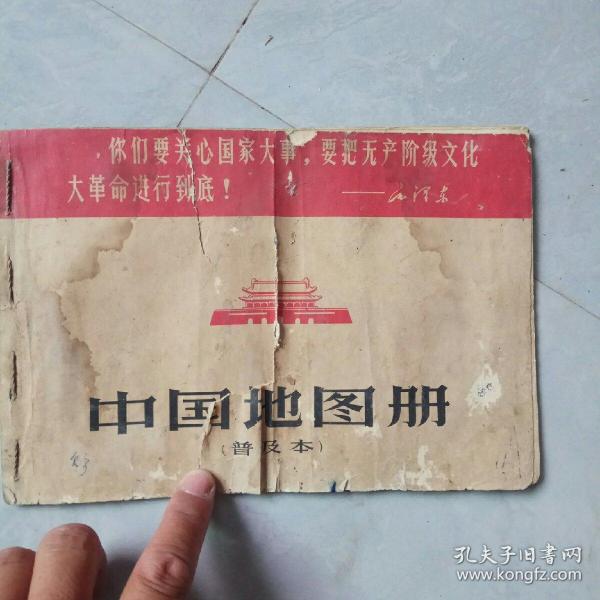 你们要关心国家大事，要把无产阶级文化
大革命进行到底！
——毛泽东
中国地图册
（普及本）
孔夫子旧书网
www.kongfz.com